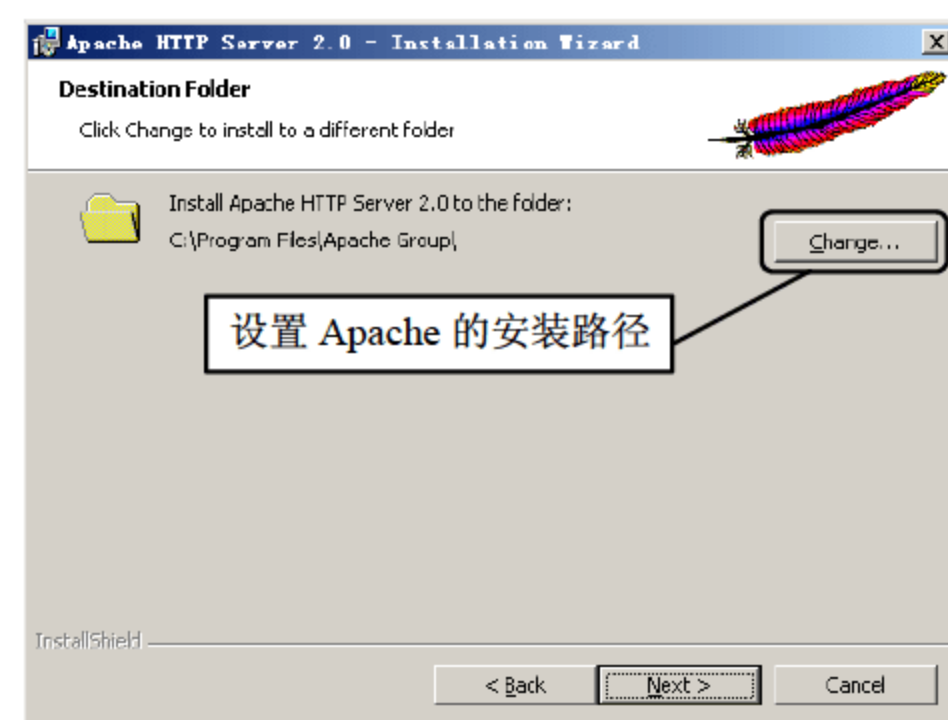 Apache HTTP Server 2.0 - Installation Wizard
Destination Folder
Click Change to install to a different folder
Install Apache HTTP Server 2.0 to the folder:
C:\Program Files\Apache Group\
Change...
设置 Apache 的安装路径
InstallShield
< Back
Next >
Cancel